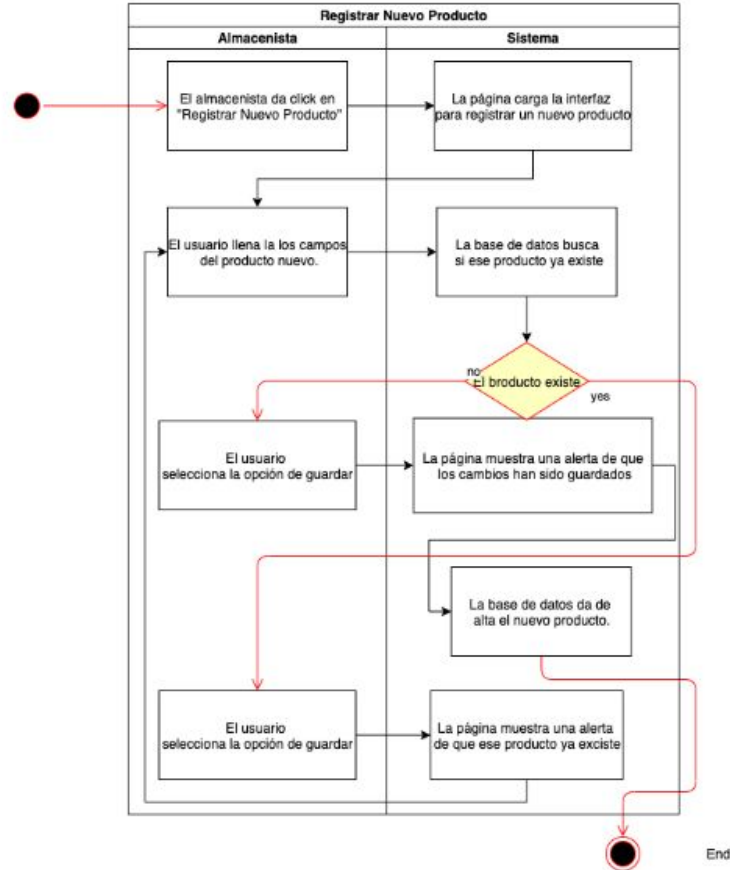 Registrar Nuevo Producto
Almacenista
Sistema
El almacenista da click en
"Registrar Nuevo Producto"
La página carga la interfaz
para registrar un nuevo producto
El usuario llena la los campos
del producto nuevo.
La base de datos busca
si ese producto ya existe
no
El broducto existe
yes
El usuario
selecciona la opción de guardar
La página muestra una alerta de que
los cambios han sido guardados
La base de datos da de
alta el nuevo producto.
El usuario
selecciona la opción de guardar
La página muestra una alerta
de que ese producto ya exciste
End